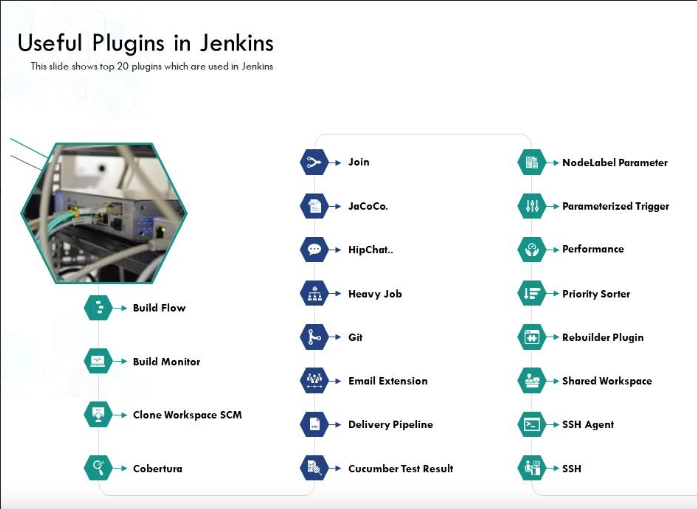 Useful Plugins in Jenkins
This slide shows top 20 plugins which are used in Jenkins
Build Flow
Build Monitor
Clone Workspace SCM
Cobertura
Join
JaCoCo.
HipChat..
Heavy Job
Git
Email Extension
Delivery Pipeline
Cucumber Test Result
NodeLabel Parameter
Parameterized Trigger
Performance
Priority Sorter
Rebuilder Plugin
Shared Workspace
SSH Agent
SSH